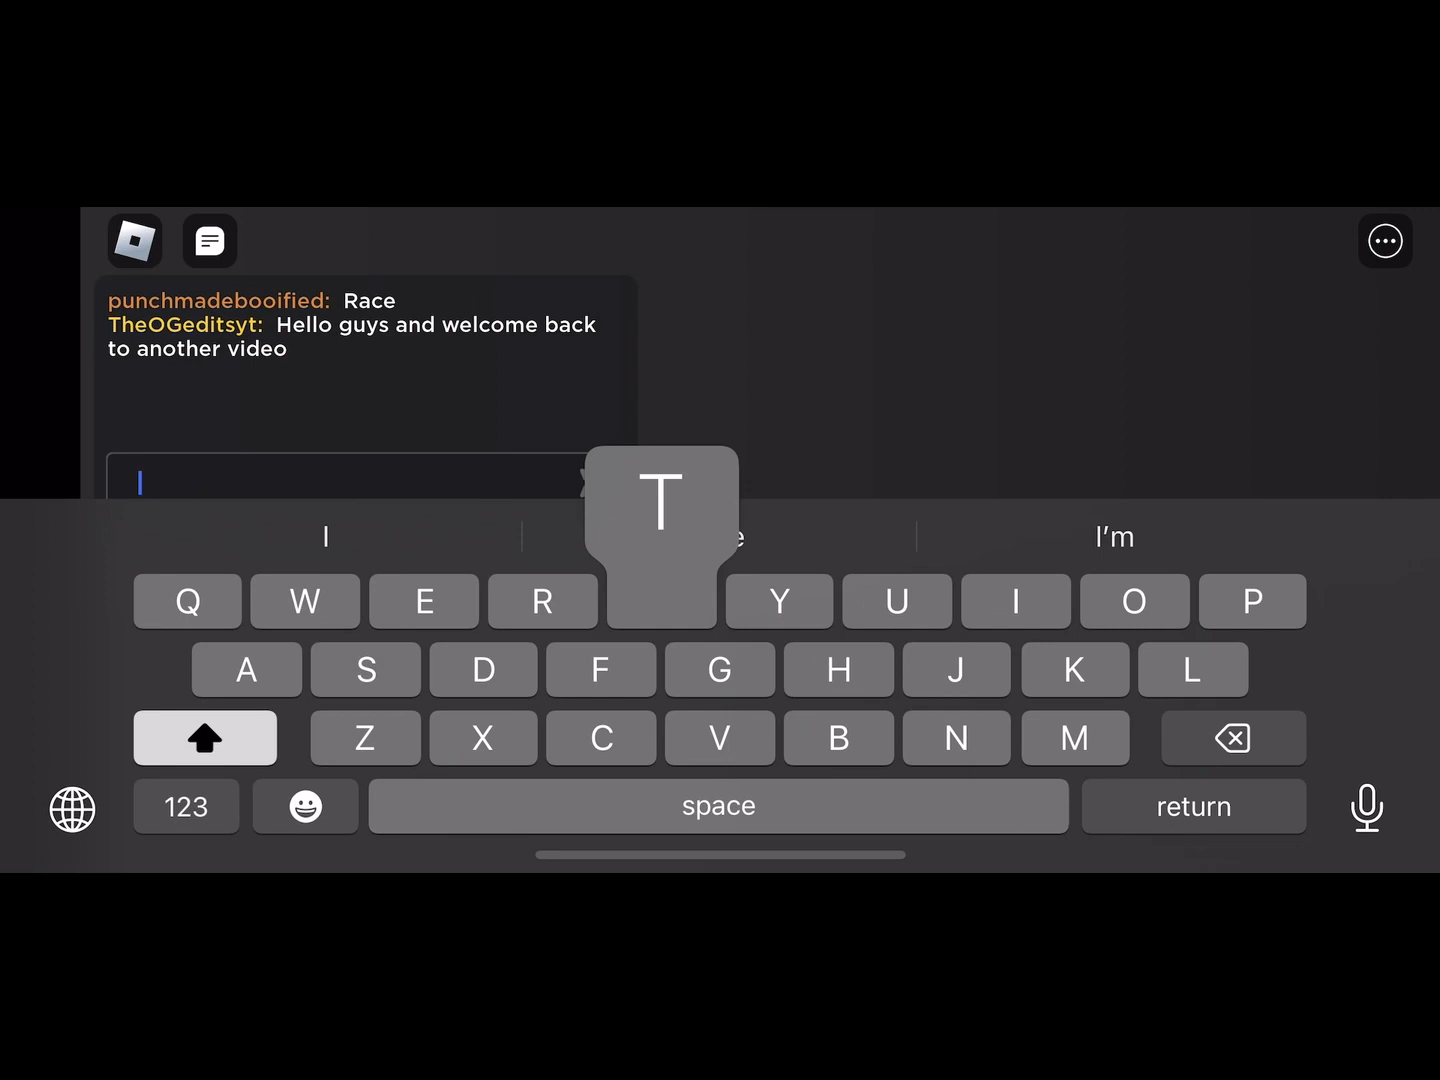 punchmadebooified: Race
TheOGeditsyt: Hello guys and welcome back
to another video
T
I
I'm
Q W E R Y U I O P
A S D F G H J K L
Z X C V B N M
123 space return